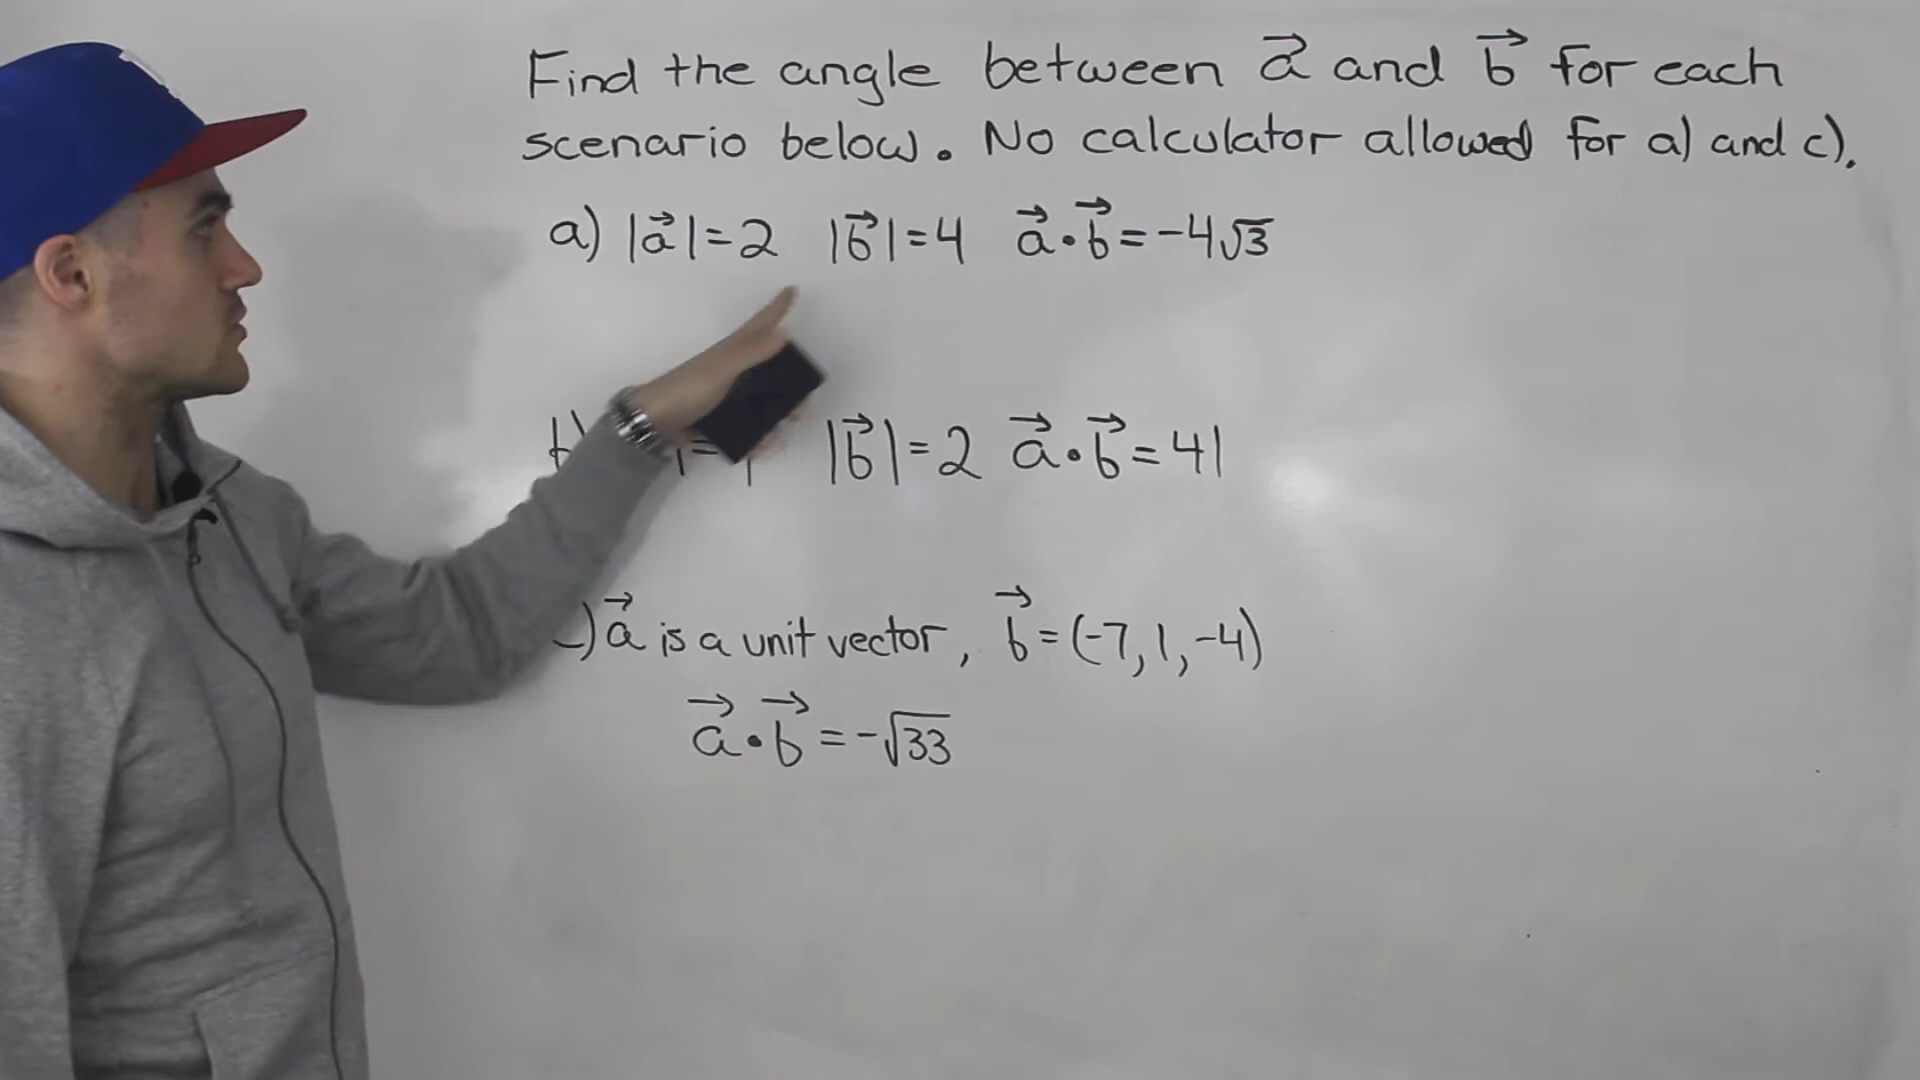 Find the angle between a⃗ and b⃗ for each
scenario below. No calculator allowed for a) and c).
a) |a⃗|=2 |b⃗|=4 a⃗·b⃗=-4√3
|b⃗|=2 a⃗·b⃗=41
a⃗ is a unit vector, b⃗=(-7,1,-4)
a⃗·b⃗=-√33